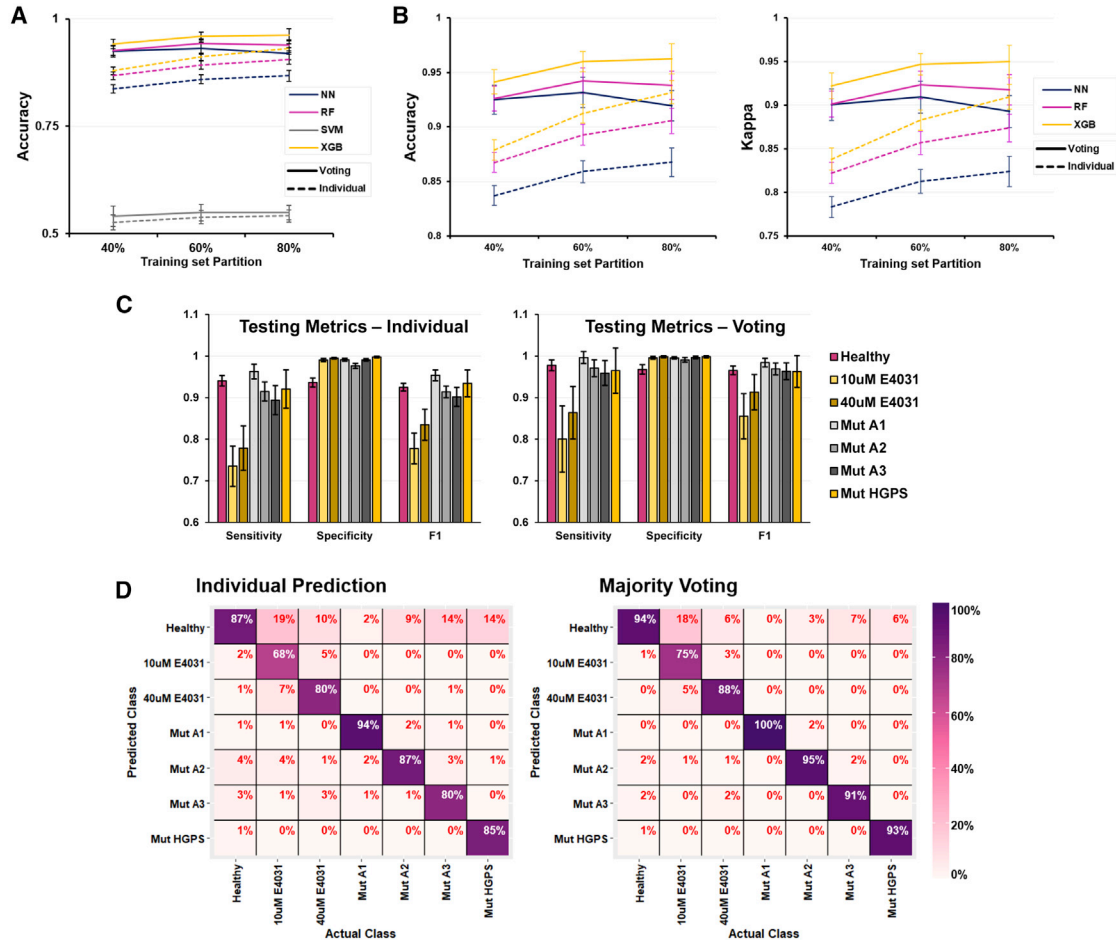 A
Accuracy
1
0.75
0.5
40%
60%
80%
Training set Partition
NN
RF
SVM
XGB
Voting
Individual
B
Accuracy
1
0.95
0.9
0.85
0.8
40%
60%
80%
Training set Partition
Kappa
1
0.95
0.9
0.85
0.8
0.75
40%
60%
80%
Training set Partition
NN
RF
XGB
Voting
Individual
C
Testing Metrics – Individual
1.1
1
0.9
0.8
0.7
0.6
Sensitivity
Specificity
F1
Testing Metrics – Voting
1.1
1
0.9
0.8
0.7
0.6
Sensitivity
Specificity
F1
Healthy
10uM E4031
40uM E4031
Mut A1
Mut A2
Mut A3
Mut HGPS
D
Individual Prediction
Predicted Class
Healthy 87% 19% 10% 2% 9% 14% 14%
10uM E4031 2% 68% 5% 0% 0% 0% 0%
40uM E4031 1% 7% 80% 0% 0% 1% 0%
Mut A1 1% 1% 0% 94% 2% 1% 0%
Mut A2 4% 4% 1% 2% 87% 3% 1%
Mut A3 3% 1% 3% 1% 1% 80% 0%
Mut HGPS 1% 0% 0% 0% 0% 0% 85%
Healthy
10uM E4031
40uM E4031
Mut A1
Mut A2
Mut A3
Mut HGPS
Actual Class
Majority Voting
Predicted Class
Healthy 94% 18% 6% 0% 3% 7% 6%
10uM E4031 1% 75% 3% 0% 0% 0% 0%
40uM E4031 0% 5% 88% 0% 0% 0% 0%
Mut A1 0% 0% 0% 100% 2% 0% 0%
Mut A2 2% 1% 1% 0% 95% 2% 0%
Mut A3 2% 0% 2% 0% 0% 91% 0%
Mut HGPS 1% 0% 0% 0% 0% 0% 93%
Healthy
10uM E4031
40uM E4031
Mut A1
Mut A2
Mut A3
Mut HGPS
Actual Class
100%
80%
60%
40%
20%
0%